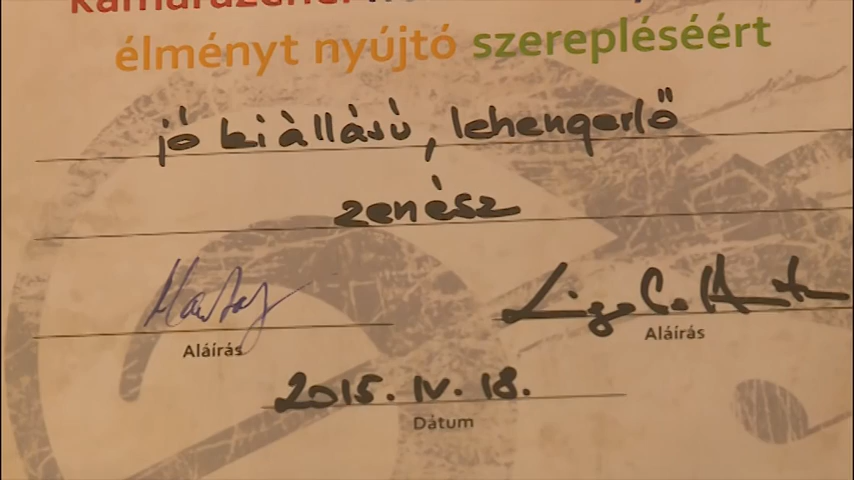 élményt nyújtó szerepléséért
jó kiállású, lehengerlő
zenész
Aláírás
Aláírás
2015. IV. 18.
Dátum